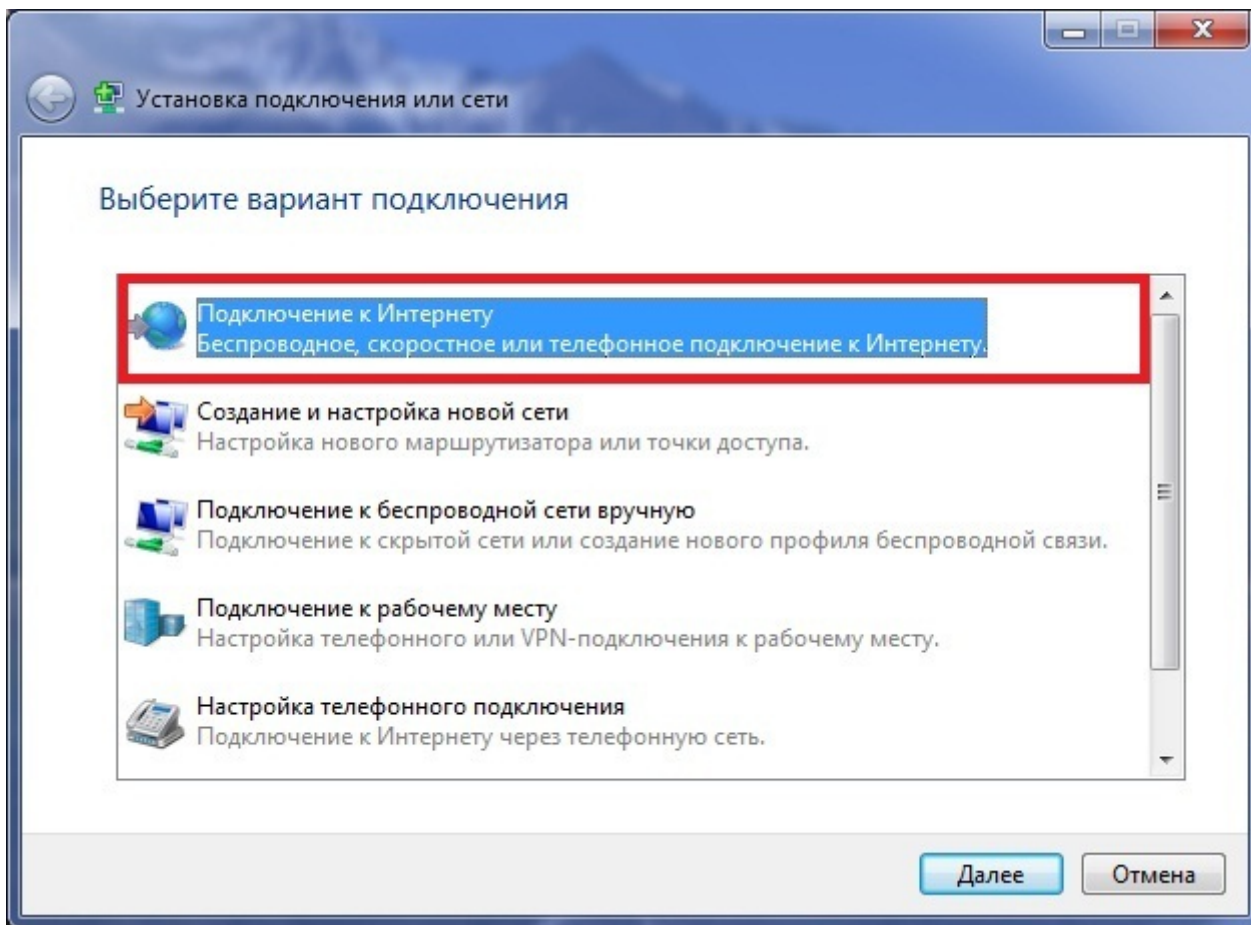 Установка подключения или сети
Выберите вариант подключения
Подключение к Интернету
Беспроводное, скоростное или телефонное подключение к Интернету.
Создание и настройка новой сети
Настройка нового маршрутизатора или точки доступа.
Подключение к беспроводной сети вручную
Подключение к скрытой сети или создание нового профиля беспроводной связи.
Подключение к рабочему месту
Настройка телефонного или VPN-подключения к рабочему месту.
Настройка телефонного подключения
Подключение к Интернету через телефонную сеть.
Далее
Отмена